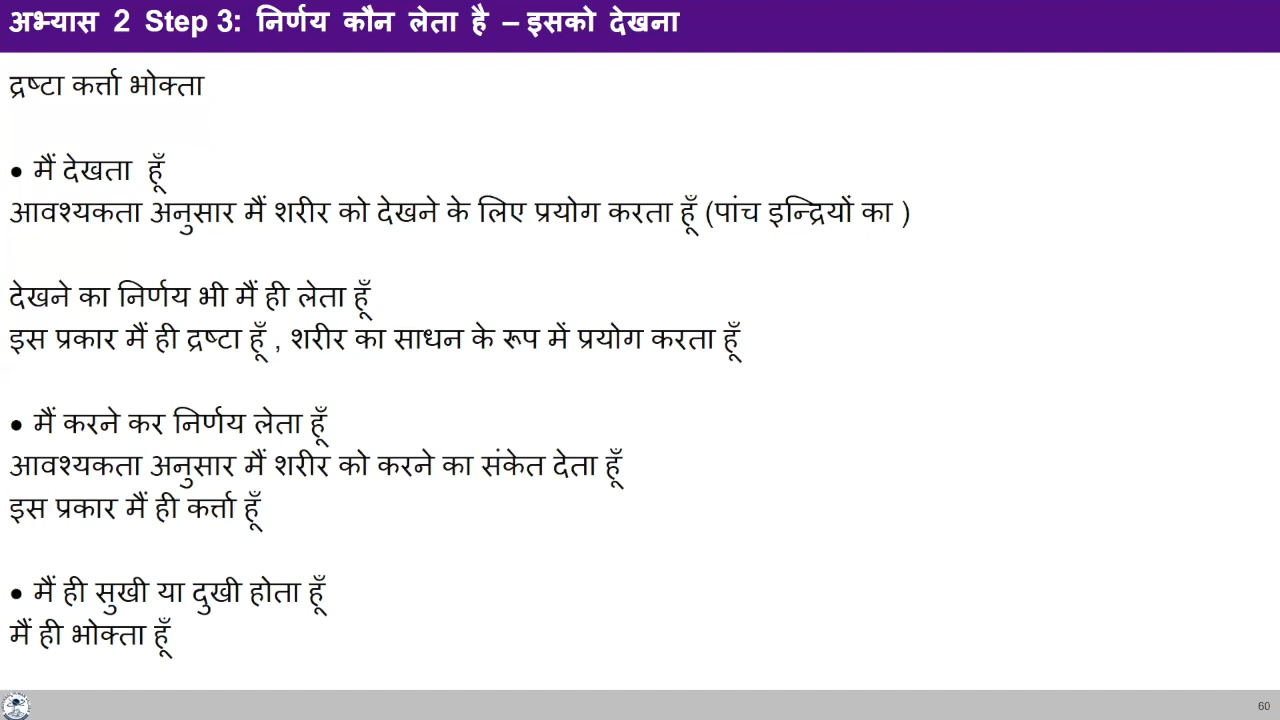 अभ्यास 2 Step 3: निर्णय कौन लेता है – इसको देखना
द्रष्टा कर्त्ता भोक्ता
• मैं देखता हूँ
आवश्यकता अनुसार मैं शरीर को देखने के लिए प्रयोग करता हूँ (पांच इन्द्रियों का )
देखने का निर्णय भी मैं ही लेता हूँ
इस प्रकार मैं ही द्रष्टा हूँ , शरीर का साधन के रूप में प्रयोग करता हूँ
• मैं करने कर निर्णय लेता हूँ
आवश्यकता अनुसार मैं शरीर को करने का संकेत देता हूँ
इस प्रकार मैं ही कर्त्ता हूँ
• मैं ही सुखी या दुखी होता हूँ
मैं ही भोक्ता हूँ
60